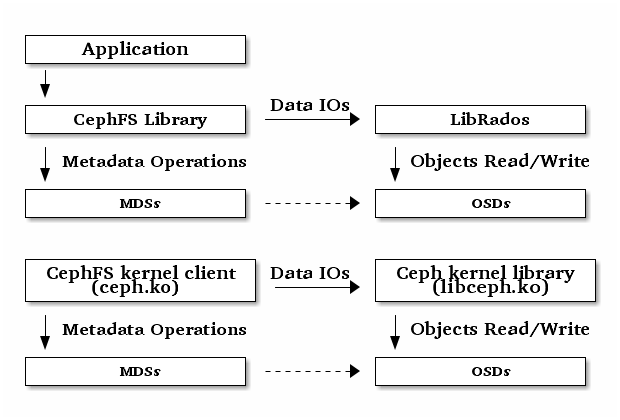 Application
Data IOs
CephFS Library
LibRados
Metadata Operations
Objects Read/Write
MDSs
OSDs
CephFS kernel client
(ceph.ko)
Data IOs
Ceph kernel library
(libceph.ko)
Metadata Operations
Objects Read/Write
MDSs
OSDs